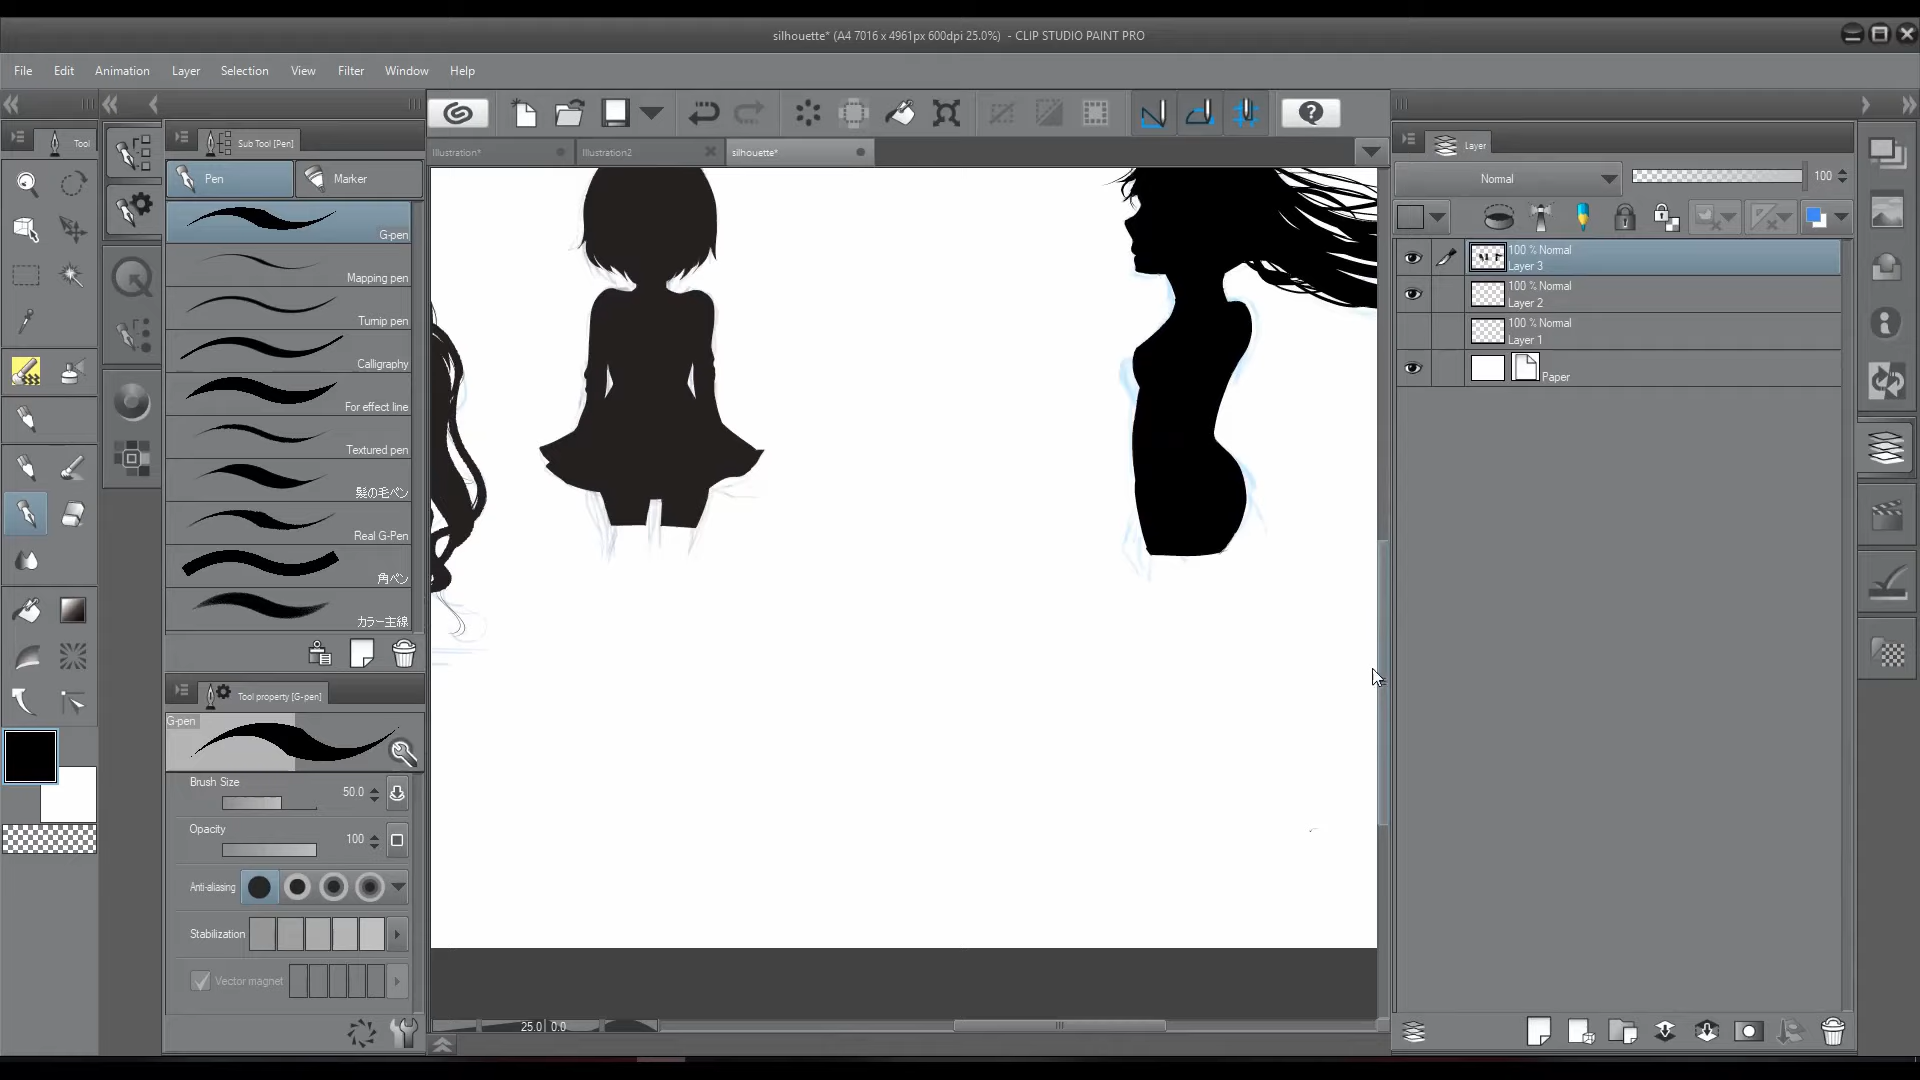 silhouette* (A4 7016 x 4961px 600dpi 25.0%) - CLIP STUDIO PAINT PRO
File Edit Animation Layer Selection View Filter Window Help
Tool
Sub Tool [Pen]
Pen
Marker
G-pen
Mapping pen
Turnip pen
Calligraphy
For effect line
Textured pen
髪の毛ペン
Real G-Pen
角ペン
カラー主線
Tool property [G-pen]
G-pen
Brush Size 50.0
Opacity 100
Anti-aliasing
Stabilization
Vector magnet
Illustration*
Illustration2
silhouette*
25.0 0.0
Layer
Normal 100
100 % Normal
Layer 3
100 % Normal
Layer 2
100 % Normal
Layer 1
Paper